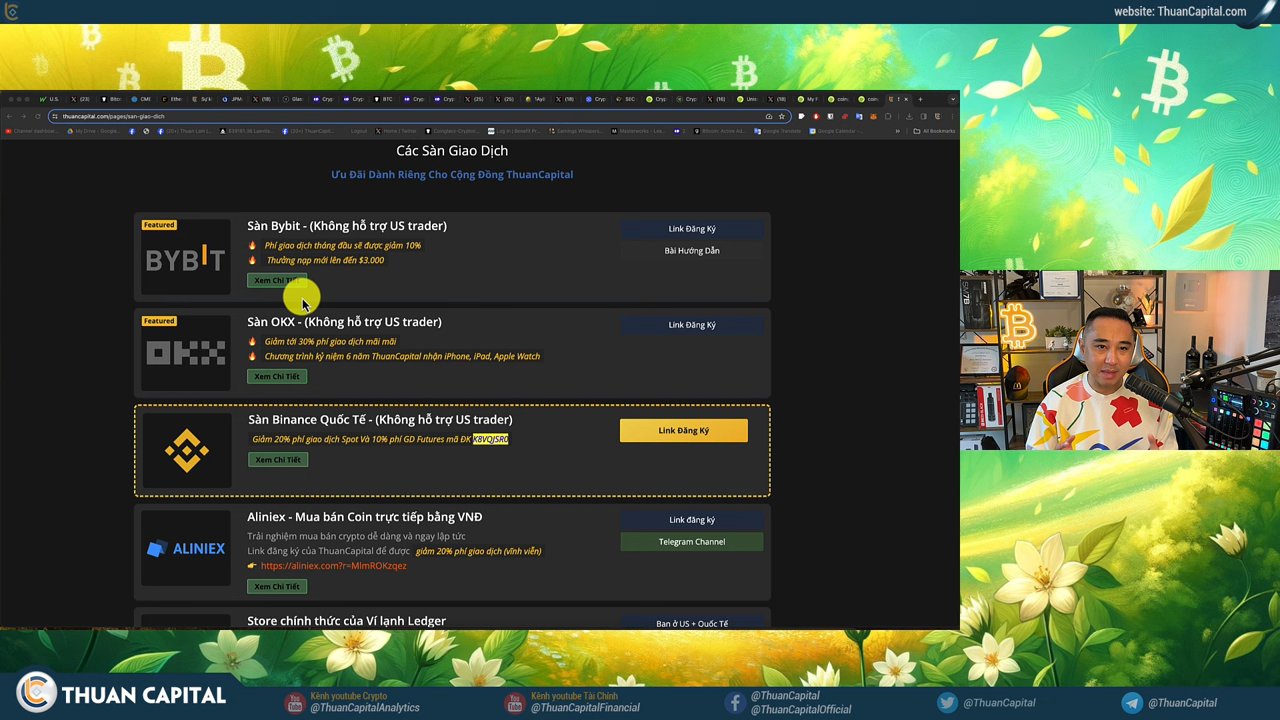 website: ThuanCapital.com
thuancapital.com/pages/san-giao-dich
All Bookmarks
Các Sàn Giao Dịch
Ưu Đãi Dành Riêng Cho Cộng Đồng ThuanCapital
Featured
BYBIT
Sàn Bybit - (Không hỗ trợ US trader)
🔥 Phí giao dịch tháng đầu sẽ được giảm 10%
🔥 Thưởng nạp mới lên đến $3.000
Xem Chi Tiết
Link Đăng Ký
Bài Hướng Dẫn
Featured
OKX
Sàn OKX - (Không hỗ trợ US trader)
🔥 Giảm tới 30% phí giao dịch mãi mãi
🔥 Chương trình kỷ niệm 6 năm ThuanCapital nhận iPhone, iPad, Apple Watch
Xem Chi Tiết
Link Đăng Ký
Sàn Binance Quốc Tế - (Không hỗ trợ US trader)
Giảm 20% phí giao dịch Spot Và 10% phí GD Futures mã ĐK K8VQJSR0
Xem Chi Tiết
Link Đăng Ký
ALINIEX
Aliniex - Mua bán Coin trực tiếp bằng VNĐ
Trải nghiệm mua bán crypto dễ dàng và ngay lập tức
Link đăng ký của ThuanCapital để được giảm 20% phí giao dịch (vĩnh viễn)
👉 https://aliniex.com?r=MlmROKzqez
Xem Chi Tiết
Link đăng ký
Telegram Channel
Store chính thức của Ví lạnh Ledger
Bạn ở US + Quốc Tế
THUAN CAPITAL
Kênh youtube Crypto
@ThuanCapitalAnalytics
Kênh youtube Tài Chính
@ThuanCapitalFinancial
@ThuanCapital
@ThuanCapitalOfficial
@ThuanCapital
@ThuanCapital